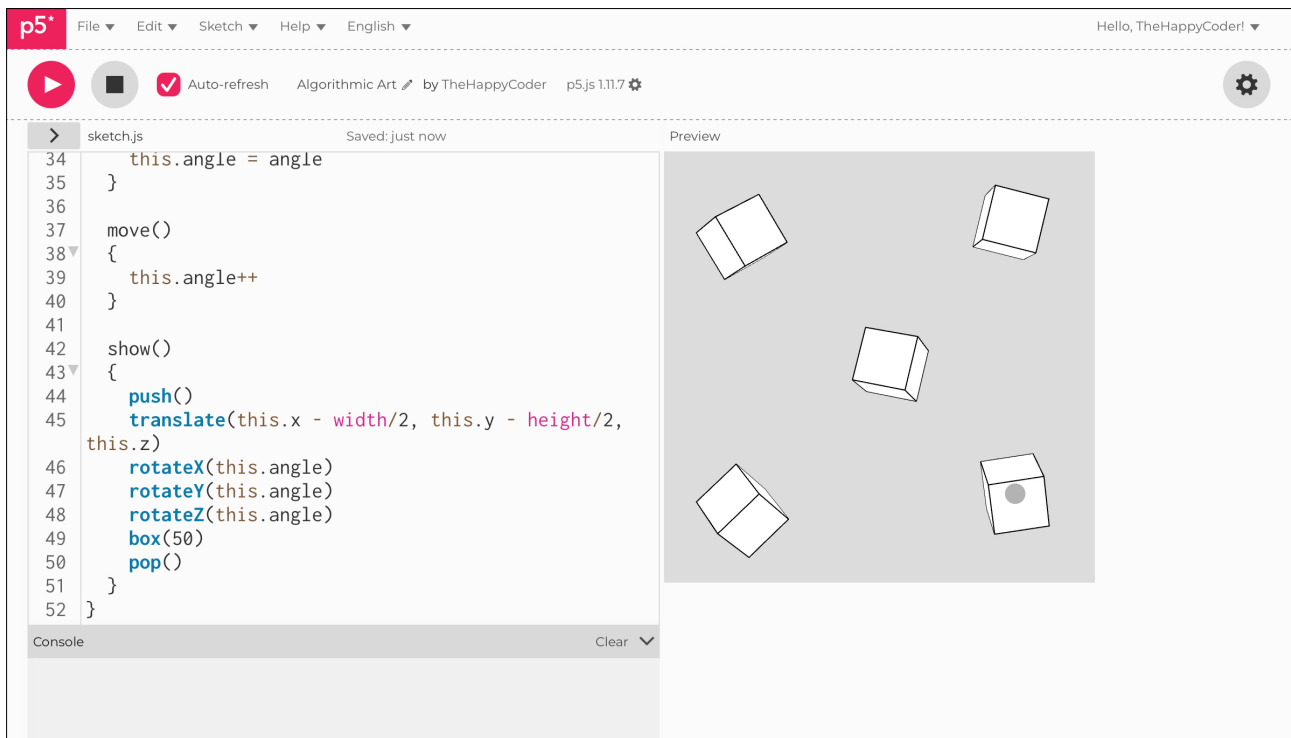 p5* File Edit Sketch Help English Hello, TheHappyCoder!
Auto-refresh Algorithmic Art by TheHappyCoder p5.js 1.11.7
sketch.js Saved: just now Preview
34 this.angle = angle
35 }
36
37 move()
38 {
39 this.angle++
40 }
41
42 show()
43 {
44 push()
45 translate(this.x - width/2, this.y - height/2,
this.z)
46 rotateX(this.angle)
47 rotateY(this.angle)
48 rotateZ(this.angle)
49 box(50)
50 pop()
51 }
52 }
Console Clear